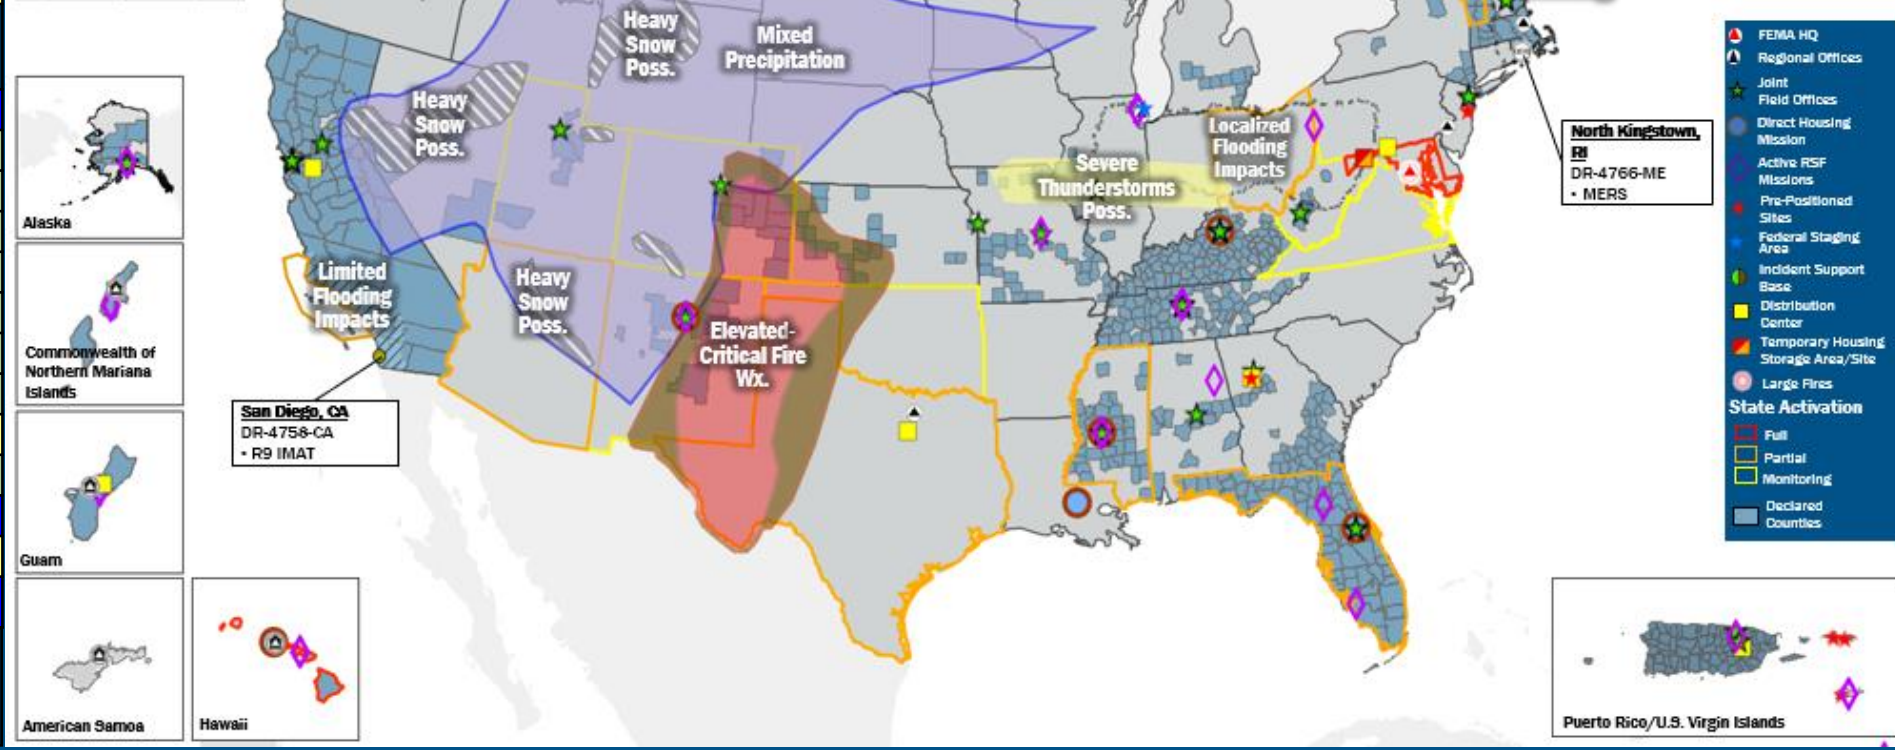 Heavy
Snow
Poss.
Mixed
Precipitation
Heavy
Snow
Poss.
Localized
Flooding
Impacts
Severe
Thunderstorms
Poss.
Limited
Flooding
Impacts
Heavy
Snow
Poss.
Elevated-
Critical Fire
Wx.
Alaska
Commonwealth of
Northern Mariana
Islands
Guam
American Samoa
Hawaii
San Diego, CA
DR-4758-CA
• R9 IMAT
North Kingstown,
RI
DR-4766-ME
• MERS
FEMA HQ
Regional Offices
Joint
Field Offices
Direct Housing
Mission
Active RSF
Missions
Pre-Positioned
Sites
Federal Staging
Area
Incident Support
Base
Distribution
Center
Temporary Housing
Storage Area/Site
Large Fires
State Activation
Full
Partial
Monitoring
Declared
Counties
Puerto Rico/U.S. Virgin Islands